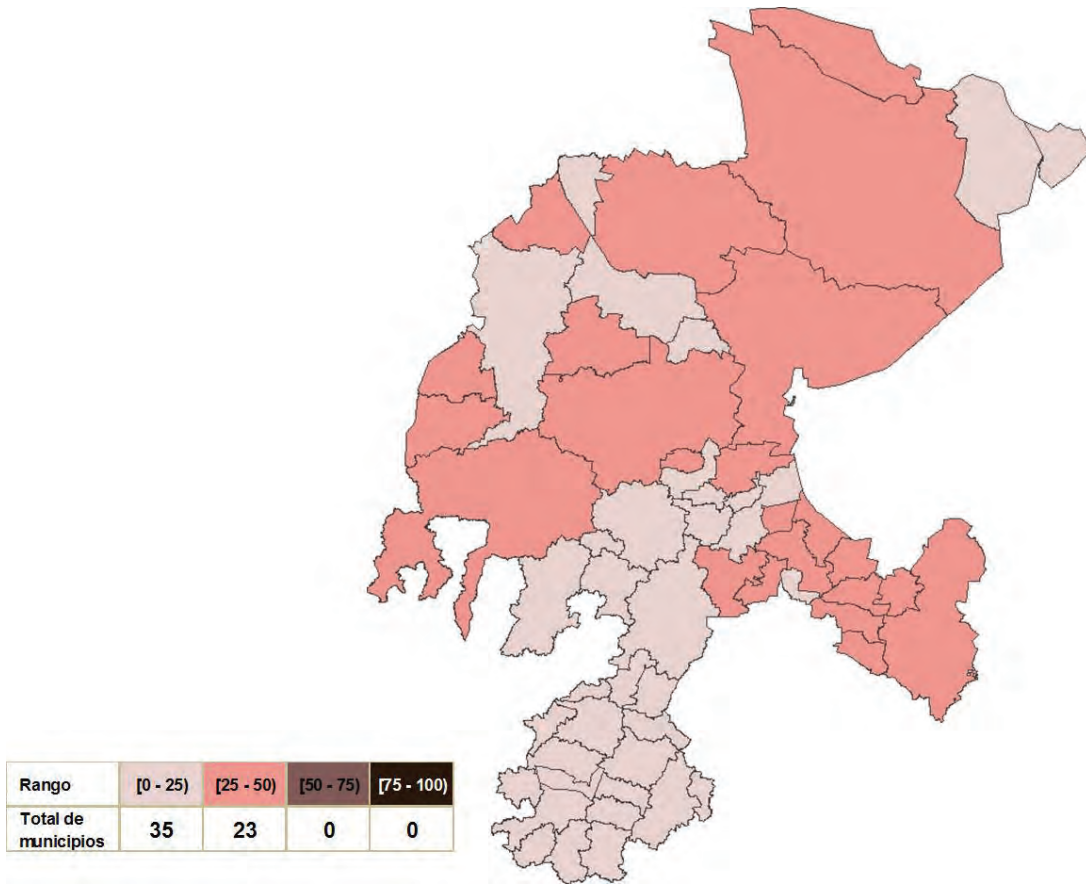 Rango [0 - 25) [25 - 50) [50 - 75) [75 - 100)
Total de municipios 35 23 0 0